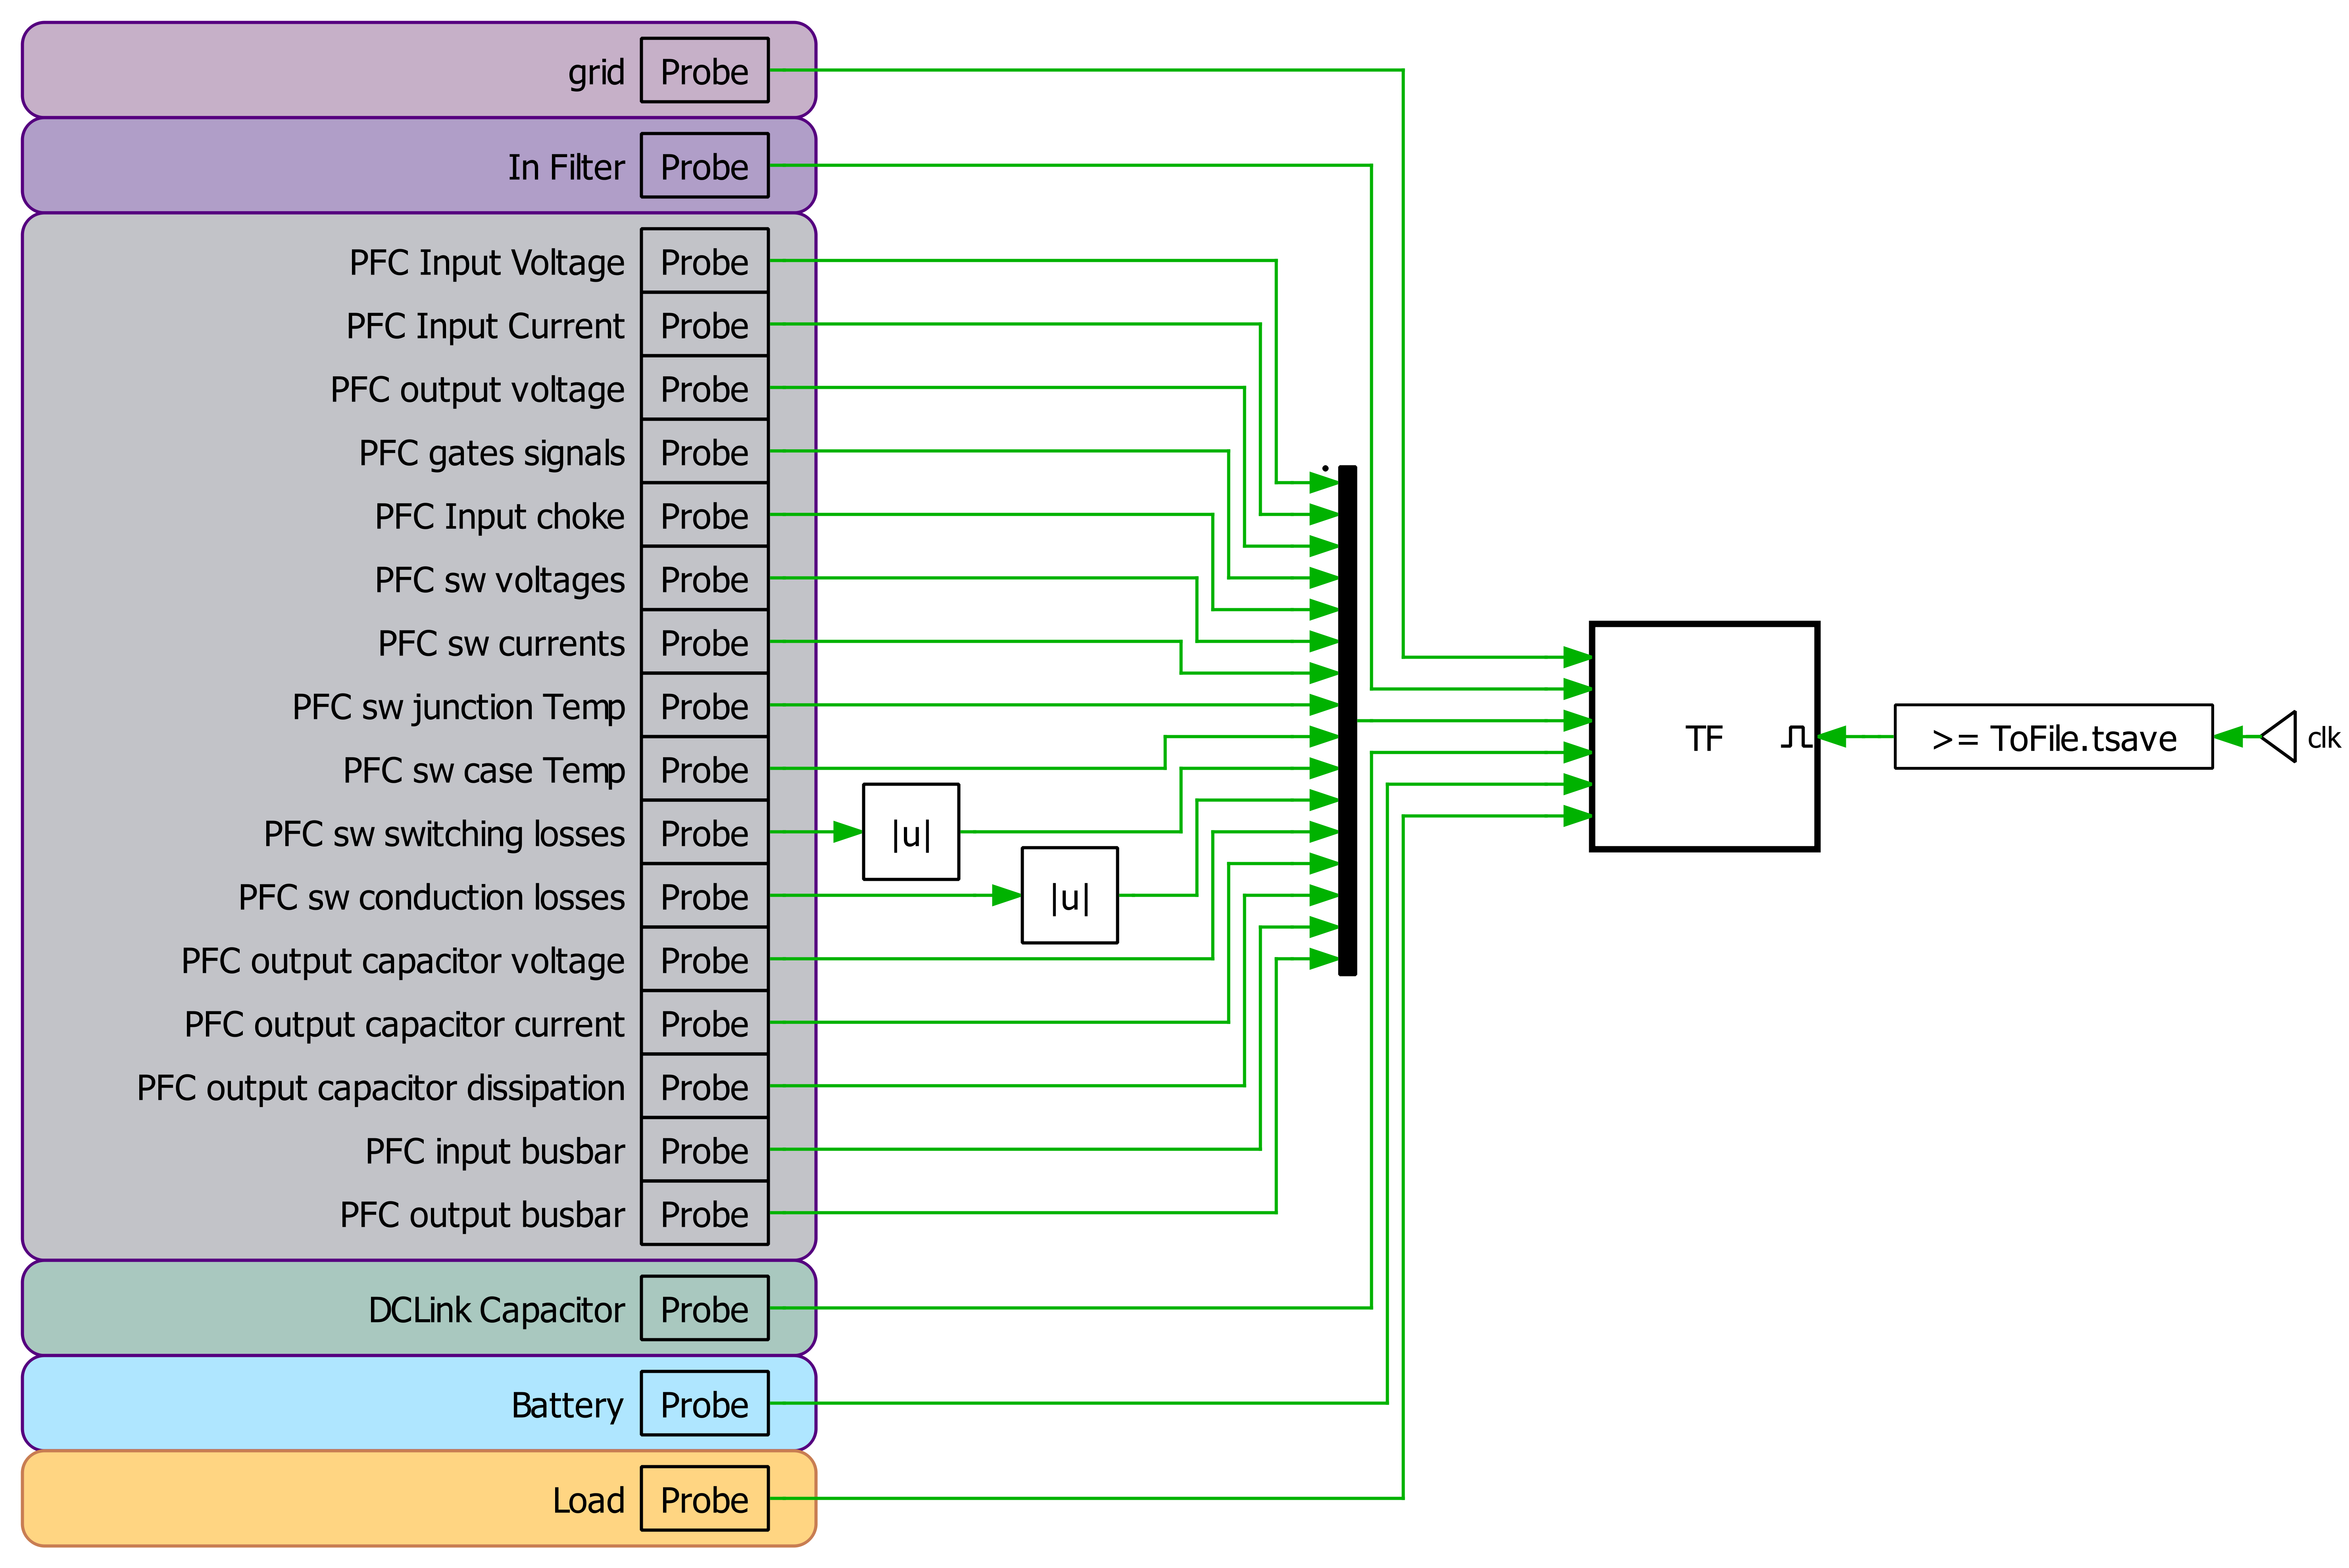 grid Probe
In Filter Probe
PFC Input Voltage Probe
PFC Input Current Probe
PFC output voltage Probe
PFC gates signals Probe
PFC Input choke Probe
PFC sw voltages Probe
PFC sw currents Probe
PFC sw junction Temp Probe
TF
>= ToFile.tsave
clk
PFC sw case Temp Probe
PFC sw switching losses Probe |u|
PFC sw conduction losses Probe |u|
PFC output capacitor voltage Probe
PFC output capacitor current Probe
PFC output capacitor dissipation Probe
PFC input busbar Probe
PFC output busbar Probe
DCLink Capacitor Probe
Battery Probe
Load Probe